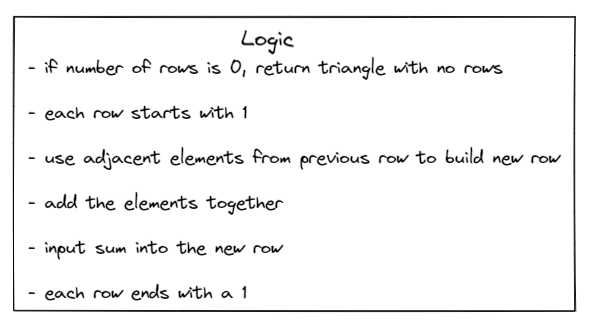 Logic
- if number of rows is 0, return triangle with no rows
- each row starts with 1
- use adjacent elements from previous row to build new row
- add the elements together
- input sum into the new row
- each row ends with a 1